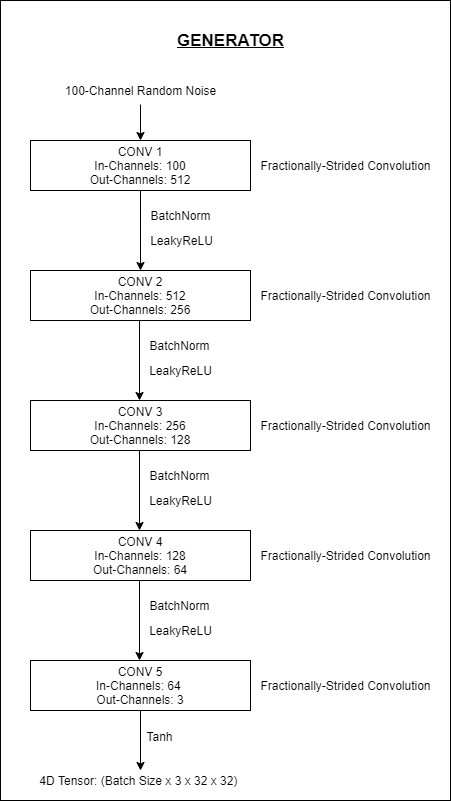 GENERATOR
100-Channel Random Noise
CONV 1
In-Channels: 100
Out-Channels: 512
Fractionally-Strided Convolution
BatchNorm
LeakyReLU
CONV 2
In-Channels: 512
Out-Channels: 256
Fractionally-Strided Convolution
BatchNorm
LeakyReLU
CONV 3
In-Channels: 256
Out-Channels: 128
Fractionally-Strided Convolution
BatchNorm
LeakyReLU
CONV 4
In-Channels: 128
Out-Channels: 64
Fractionally-Strided Convolution
BatchNorm
LeakyReLU
CONV 5
In-Channels: 64
Out-Channels: 3
Fractionally-Strided Convolution
Tanh
4D Tensor: (Batch Size x 3 x 32 x 32)